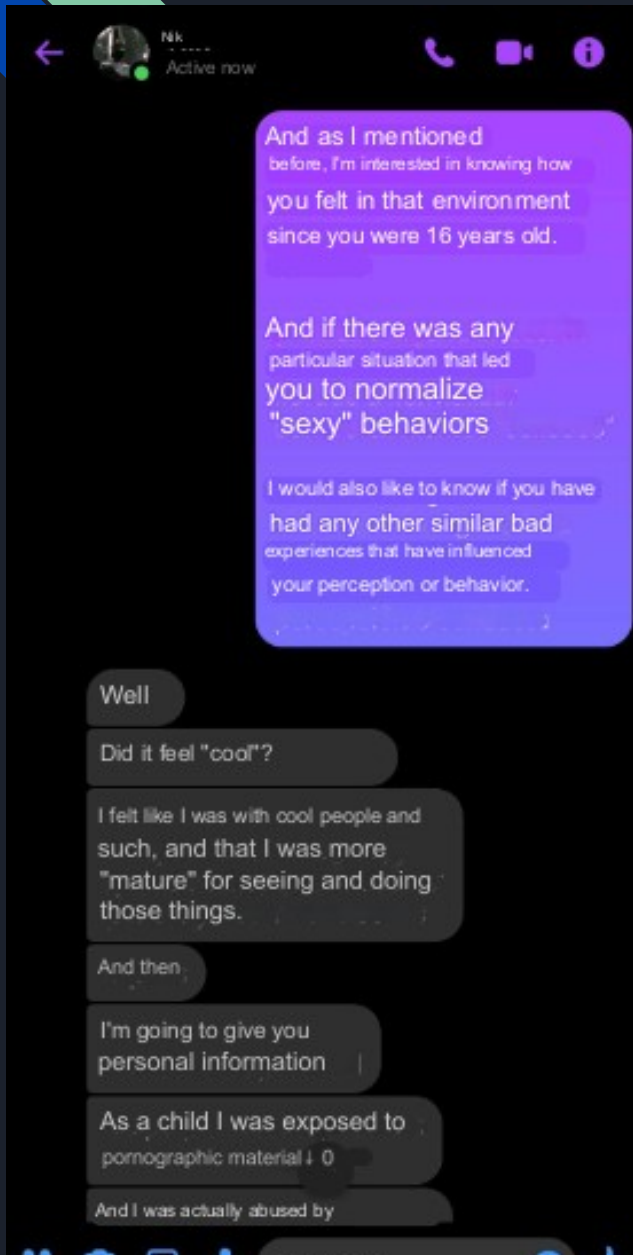 Nik
Active now
And as I mentioned
before, I'm interested in knowing how
you felt in that environment
since you were 16 years old.
And if there was any
particular situation that led
you to normalize
"sexy" behaviors
I would also like to know if you have
had any other similar bad
experiences that have influenced
your perception or behavior.
Well
Did it feel "cool"?
I felt like I was with cool people and
such, and that I was more
"mature" for seeing and doing
those things.
And then
I'm going to give you
personal information
As a child I was exposed to
pornographic material↓ 0
And I was actually abused by